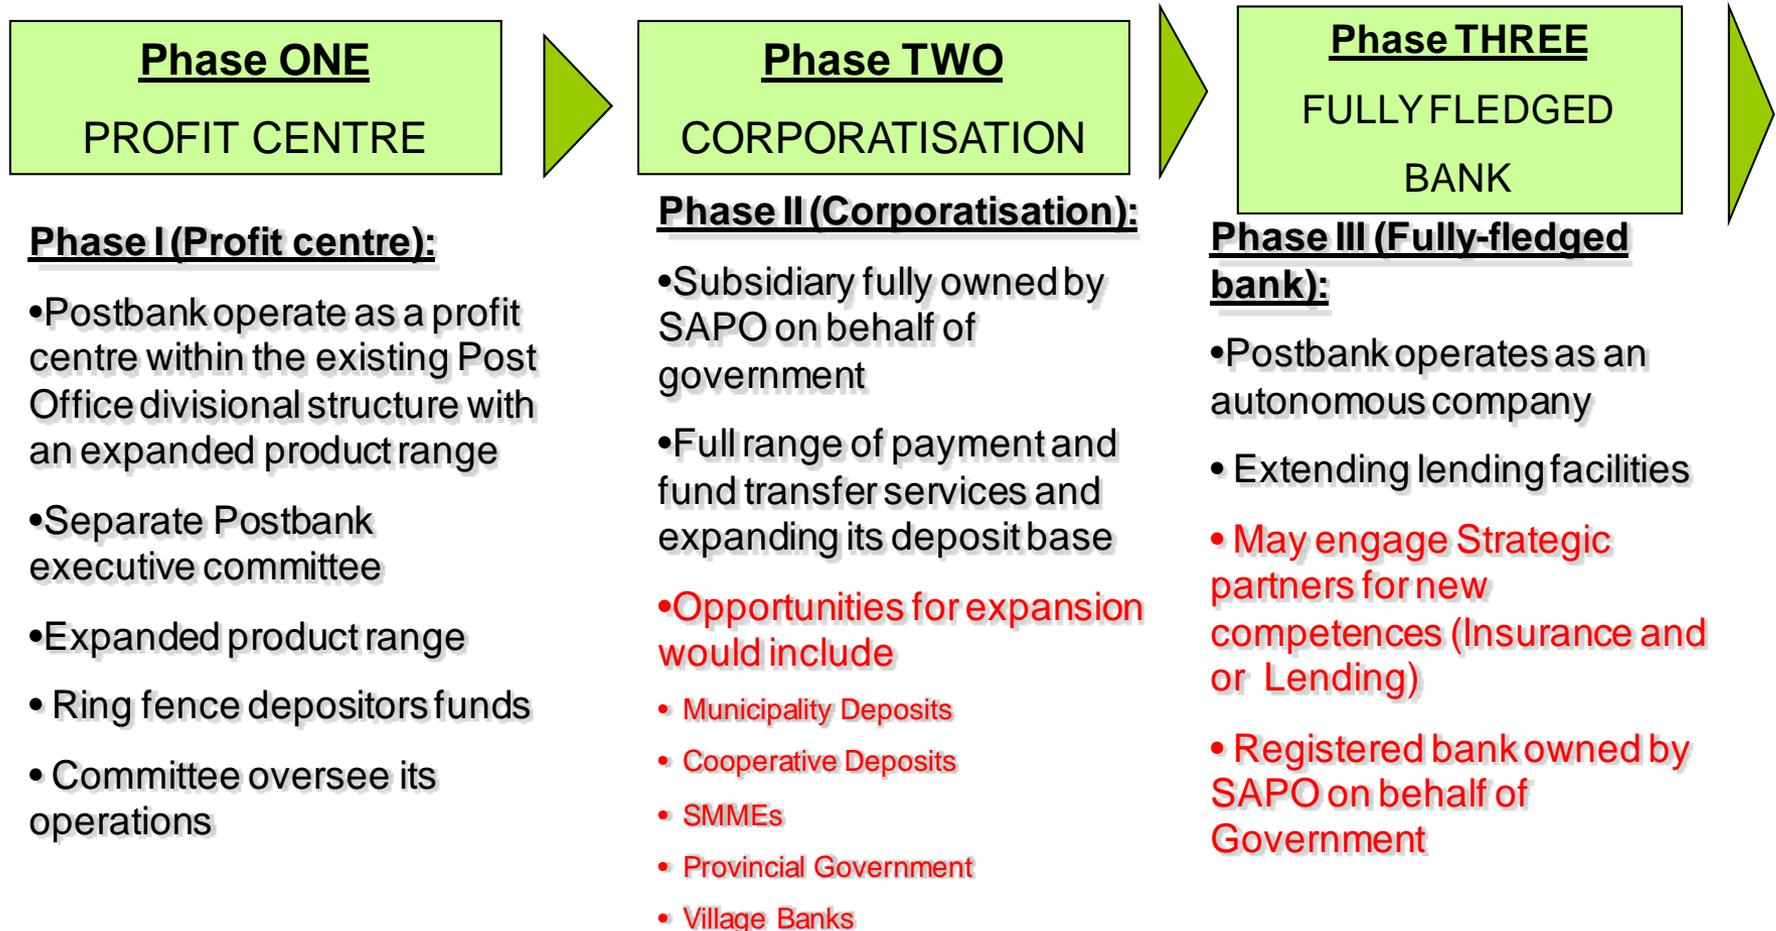 Phase ONE
PROFIT CENTRE
Phase I (Profit centre):
•Postbank operate as a profit
centre within the existing Post
Office divisional structure with
an expanded product range
•Separate Postbank
executive committee
•Expanded product range
• Ring fence depositors funds
• Committee oversee its
operations
Phase TWO
CORPORATISATION
Phase II (Corporatisation):
•Subsidiary fully owned by
SAPO on behalf of
government
•Full range of payment and
fund transfer services and
expanding its deposit base
•Opportunities for expansion
would include
• Municipality Deposits
• Cooperative Deposits
• SMMEs
• Provincial Government
• Village Banks
Phase THREE
FULLY FLEDGED
BANK
Phase III (Fully-fledged
bank):
•Postbank operates as an
autonomous company
• Extending lending facilities
• May engage Strategic
partners for new
competences (Insurance and
or Lending)
• Registered bank owned by
SAPO on behalf of
Government